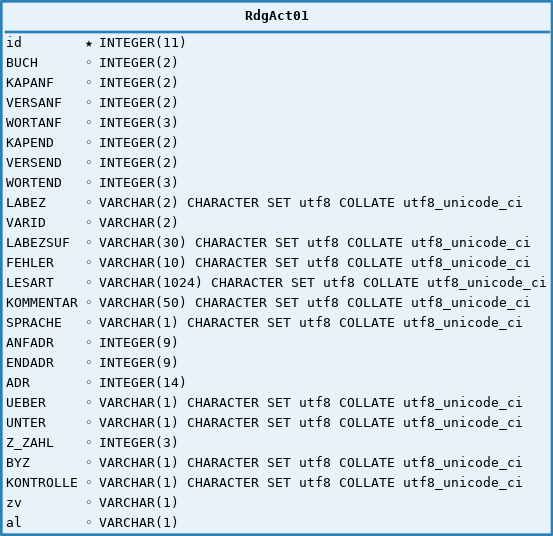 RdgAct01
id ★ INTEGER(11)
BUCH ◦ INTEGER(2)
KAPANF ◦ INTEGER(2)
VERSANF ◦ INTEGER(2)
WORTANF ◦ INTEGER(3)
KAPEND ◦ INTEGER(2)
VERSEND ◦ INTEGER(2)
WORTEND ◦ INTEGER(3)
LABEZ ◦ VARCHAR(2) CHARACTER SET utf8 COLLATE utf8_unicode_ci
VARID ◦ VARCHAR(2)
LABEZSUF ◦ VARCHAR(30) CHARACTER SET utf8 COLLATE utf8_unicode_ci
FEHLER ◦ VARCHAR(10) CHARACTER SET utf8 COLLATE utf8_unicode_ci
LESART ◦ VARCHAR(1024) CHARACTER SET utf8 COLLATE utf8_unicode_ci
KOMMENTAR ◦ VARCHAR(50) CHARACTER SET utf8 COLLATE utf8_unicode_ci
SPRACHE ◦ VARCHAR(1) CHARACTER SET utf8 COLLATE utf8_unicode_ci
ANFADR ◦ INTEGER(9)
ENDADR ◦ INTEGER(9)
ADR ◦ INTEGER(14)
UEBER ◦ VARCHAR(1) CHARACTER SET utf8 COLLATE utf8_unicode_ci
UNTER ◦ VARCHAR(1) CHARACTER SET utf8 COLLATE utf8_unicode_ci
Z_ZAHL ◦ INTEGER(3)
BYZ ◦ VARCHAR(1) CHARACTER SET utf8 COLLATE utf8_unicode_ci
KONTROLLE ◦ VARCHAR(1) CHARACTER SET utf8 COLLATE utf8_unicode_ci
zv ◦ VARCHAR(1)
al ◦ VARCHAR(1)